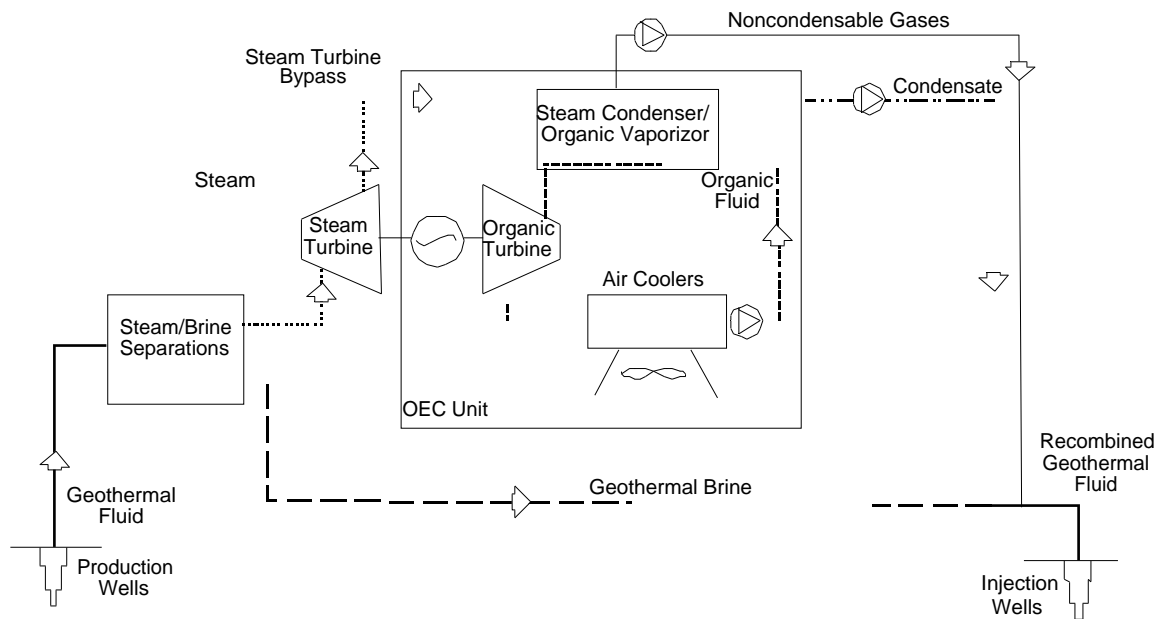 Noncondensable Gases
Steam Turbine
Bypass
Condensate
Steam Condenser/
Organic Vaporizor
Steam
Organic
Fluid
Steam
Turbine
Organic
Turbine
Air Coolers
Steam/Brine
Separations
OEC Unit
Recombined
Geothermal
Fluid
Geothermal Brine
Geothermal
Fluid
Production
Wells
Injection
Wells